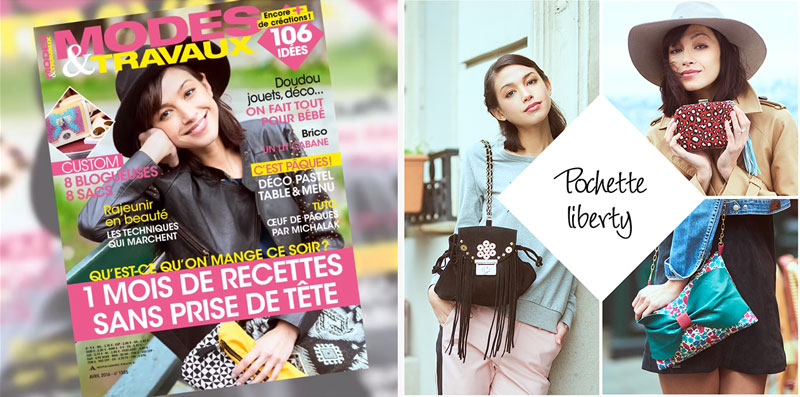 MODES
& TRAVAUX
Encore +
de créations !
106
IDÉES
Doudou
jouets, déco...
ON FAIT TOUT
POUR BÉBÉ
Brico
UN LIT CABANE
C'EST PÂQUES !
DÉCO PASTEL
TABLE & MENU
TUTO
ŒUF DE PÂQUES
PAR MICHALAK
CUSTOM
8 BLOGUEUSES
8 SACS
Rajeunir
en beauté
LES TECHNIQUES
QUI MARCHENT
QU'EST-CE QU'ON MANGE CE SOIR ?
1 MOIS DE RECETTES
SANS PRISE DE TÊTE
AVRIL 2016 -
Pochette
liberty